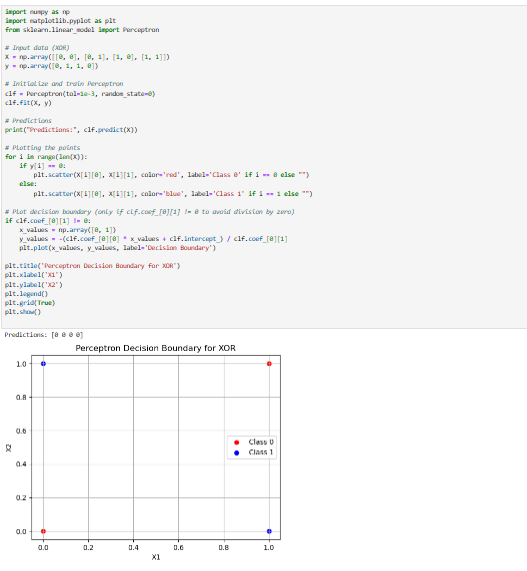 import numpy as np
import matplotlib.pyplot as plt
from sklearn.linear_model import Perceptron
# Input data (XOR)
X = np.array([[0, 0], [0, 1], [1, 0], [1, 1]])
y = np.array([0, 1, 1, 0])
# Initialize and train Perceptron
clf = Perceptron(tol=1e-3, random_state=0)
clf.fit(X, y)
# Predictions
print("Predictions:", clf.predict(X))
# Plotting the points
for i in range(len(X)):
    if y[i] == 0:
        plt.scatter(X[i][0], X[i][1], color='red', label='Class 0' if i == 0 else "")
    else:
        plt.scatter(X[i][0], X[i][1], color='blue', label='Class 1' if i == 1 else "")
# Plot decision boundary (only if clf.coef_[0][1] != 0 to avoid division by zero)
if clf.coef_[0][1] != 0:
    x_values = np.array([0, 1])
    y_values = -(clf.coef_[0][0] * x_values + clf.intercept_) / clf.coef_[0][1]
    plt.plot(x_values, y_values, label='Decision Boundary')
plt.title('Perceptron Decision Boundary for XOR')
plt.xlabel('X1')
plt.ylabel('X2')
plt.legend()
plt.grid(True)
plt.show()
Predictions: [0 0 0 0]
Perceptron Decision Boundary for XOR
1.0
0.8
0.6
0.4
0.2
0.0
X2
Class 0
Class 1
0.0 0.2 0.4 0.6 0.8 1.0
X1